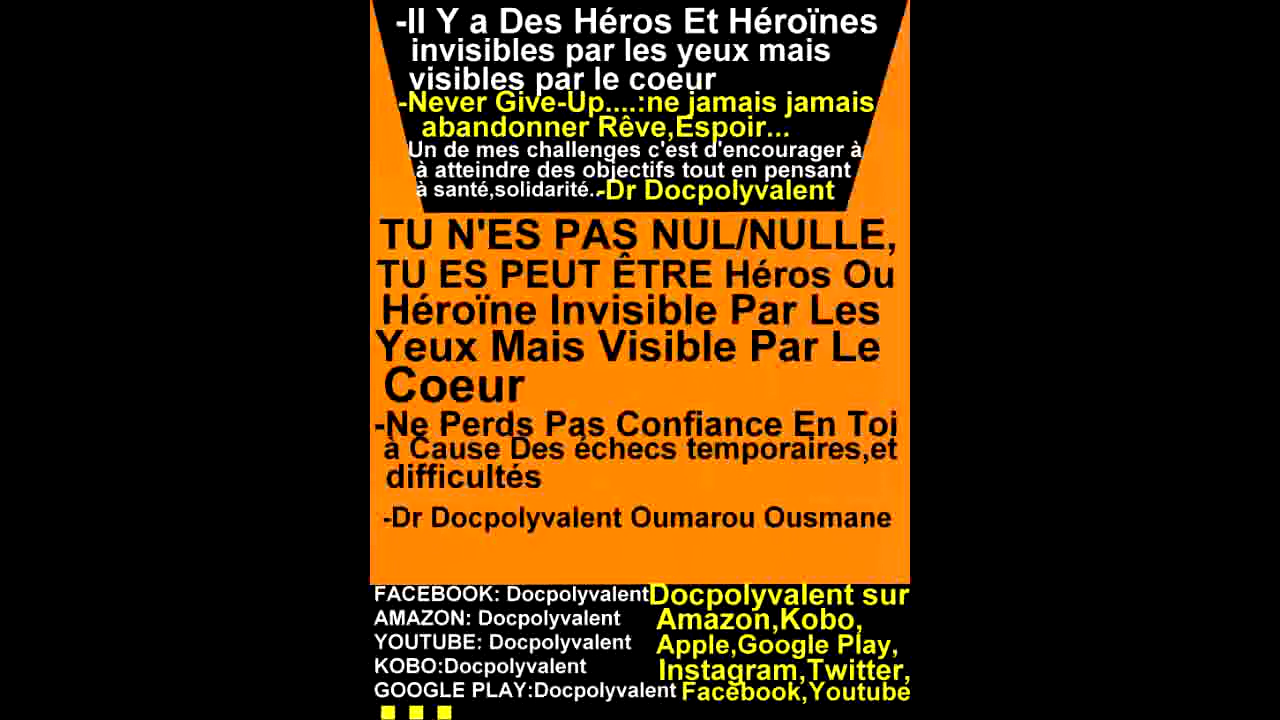 -Il Y a Des Héros Et Héroïnes
invisibles par les yeux mais
visibles par le coeur
-Never Give-Up....:ne jamais jamais
abandonner Rêve,Espoir...
Un de mes challenges c'est d'encourager à
à atteindre des objectifs tout en pensant
à santé,solidarité..-Dr Docpolyvalent
TU N'ES PAS NUL/NULLE,
TU ES PEUT ÊTRE Héros Ou
Héroïne Invisible Par Les
Yeux Mais Visible Par Le
Coeur
-Ne Perds Pas Confiance En Toi
à Cause Des échecs temporaires,et
difficultés
-Dr Docpolyvalent Oumarou Ousmane
FACEBOOK: Docpolyvalent
AMAZON: Docpolyvalent
YOUTUBE: Docpolyvalent
KOBO:Docpolyvalent
GOOGLE PLAY:Docpolyvalent
Docpolyvalent sur
Amazon,Kobo,
Apple,Google Play,
Instagram,Twitter,
Facebook,Youtube